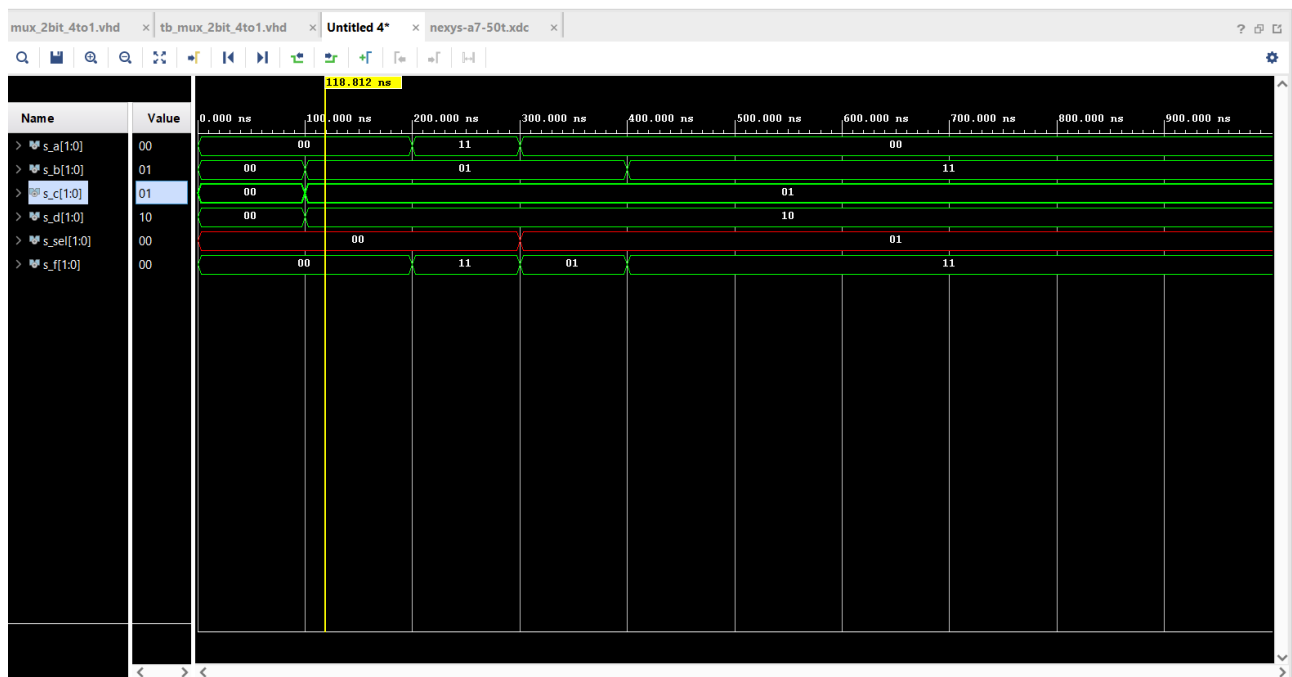 mux_2bit_4to1.vhd × tb_mux_2bit_4to1.vhd × Untitled 4* × nexys-a7-50t.xdc ×
?
118.812 ns
Name Value 0.000 ns 100.000 ns 200.000 ns 300.000 ns 400.000 ns 500.000 ns 600.000 ns 700.000 ns 800.000 ns 900.000 ns
s_a[1:0] 00 00 11 00
s_b[1:0] 01 00 01 11
s_c[1:0] 01 00 01
s_d[1:0] 10 00 10
s_sel[1:0] 00 00 01
s_f[1:0] 00 00 11 01 11